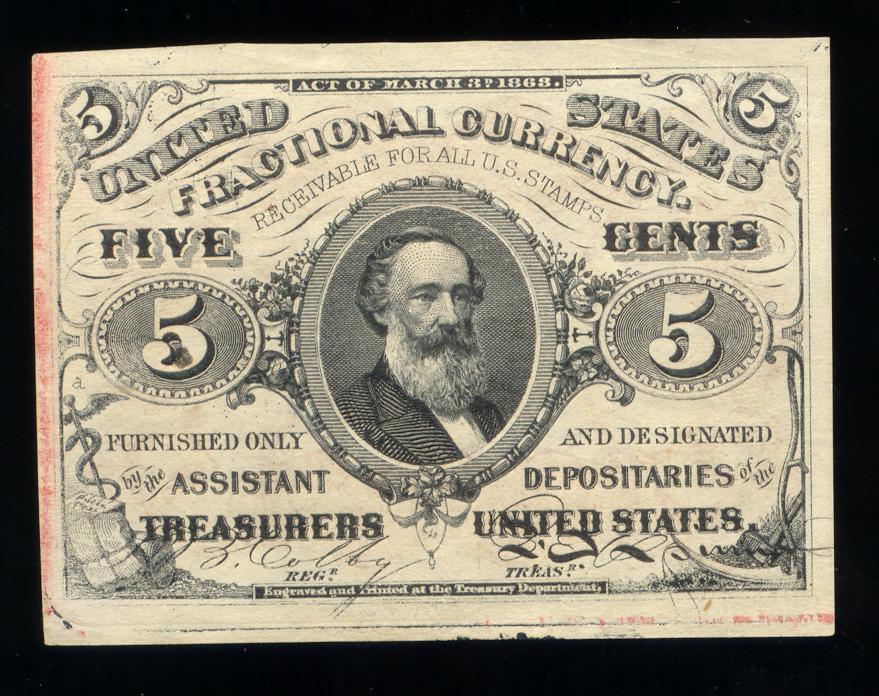 ACT OF MARCH 3D 1863.
5 5
UNITED STATES
FRACTIONAL CURRENCY.
RECEIVABLE FOR ALL U.S. STAMPS
FIVE CENTS
5 5
a
FURNISHED ONLY AND DESIGNATED
by the ASSISTANT DEPOSITARIES of the
TREASURERS UNITED STATES.
S. B. Colby
REGR. TREASR.
Engraved and Printed at the Treasury Department.